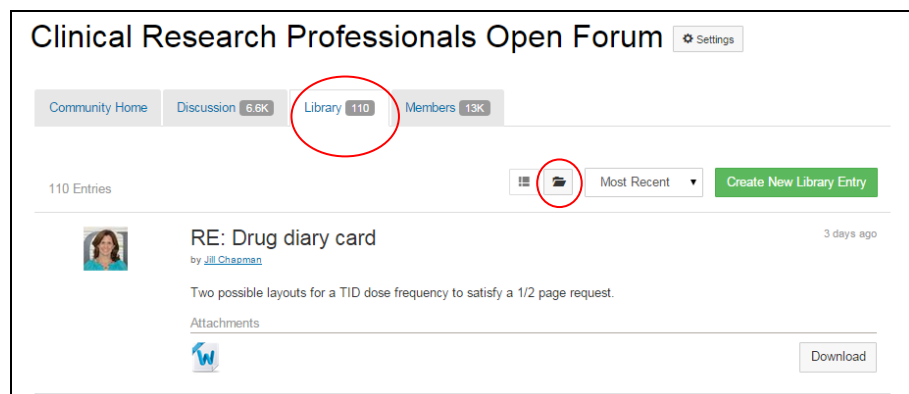 Clinical Research Professionals Open Forum Settings
Community Home Discussion 6.6K Library 110 Members 13K
110 Entries Most Recent Create New Library Entry
RE: Drug diary card 3 days ago
by Jill Chapman
Two possible layouts for a TID dose frequency to satisfy a 1/2 page request.
Attachments
W Download